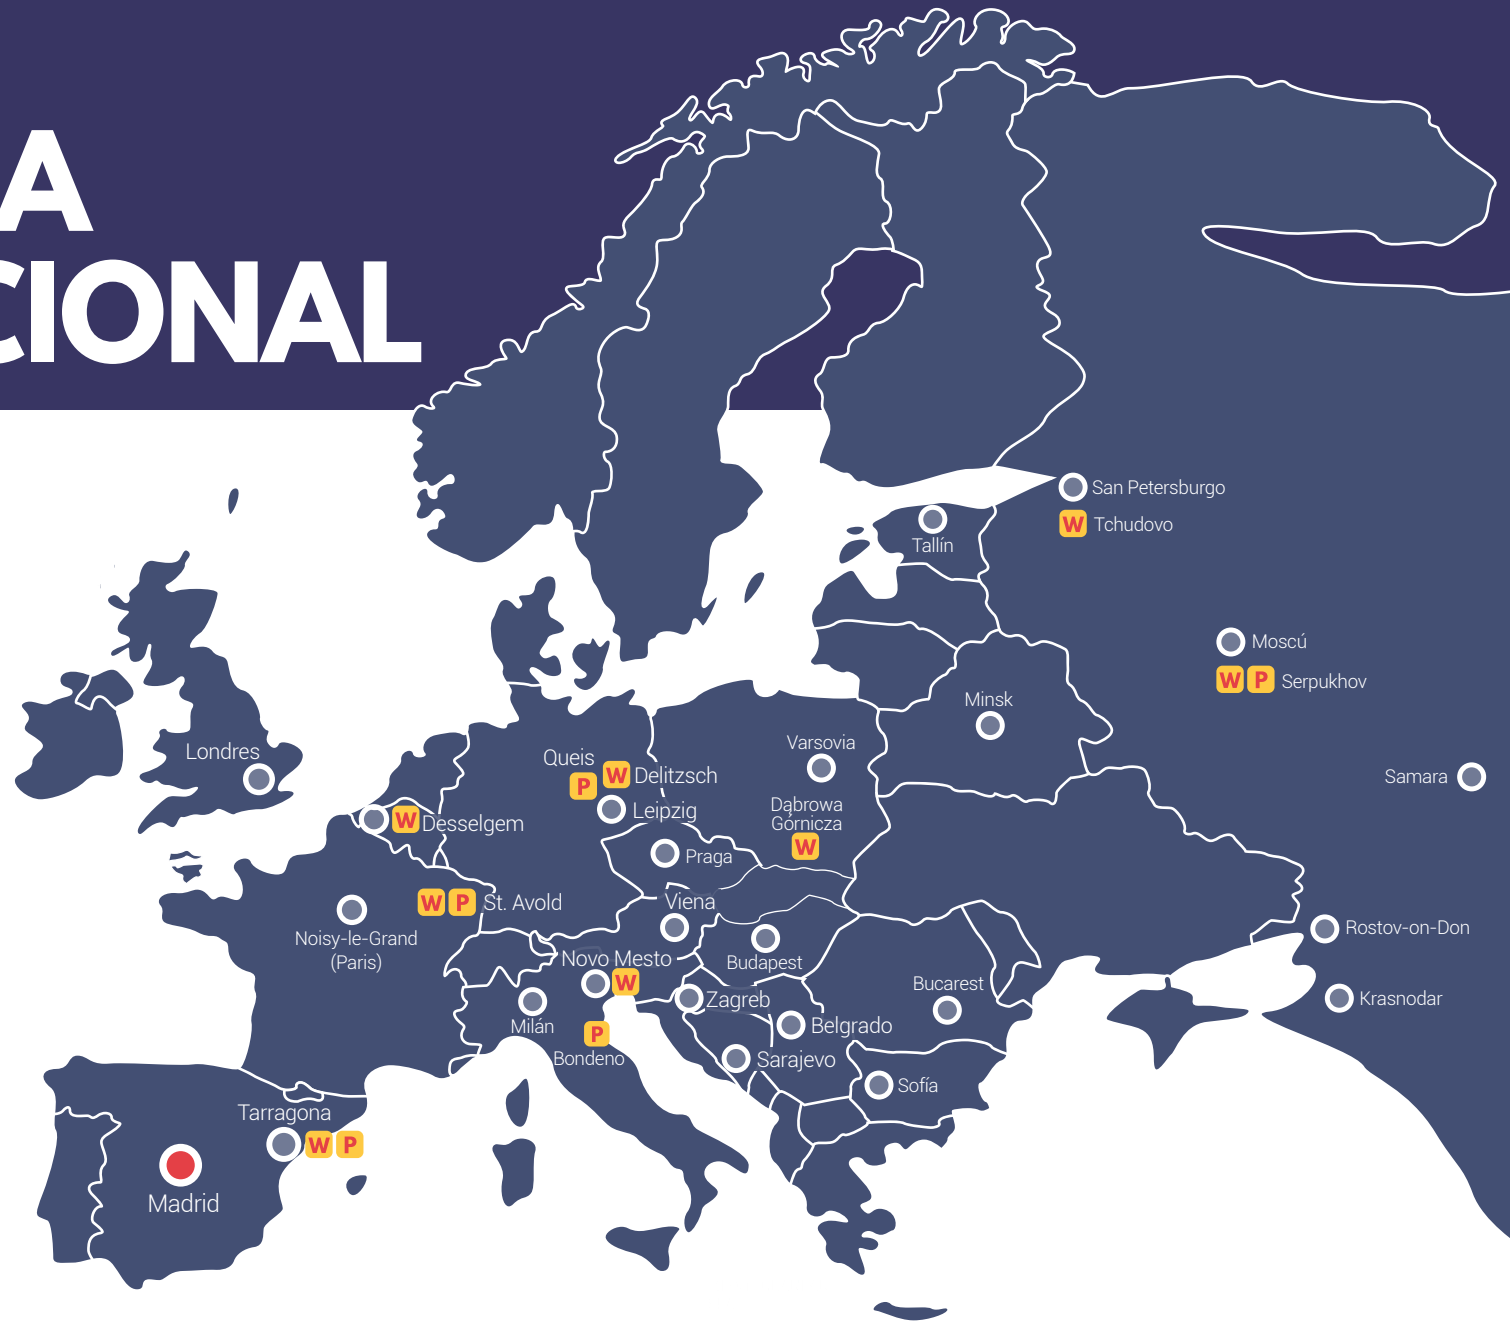 A
CIONAL
San Petersburgo
W Tchudovo
Tallín
Moscú
W P Serpukhov
Minsk
Londres
Varsovia
Queis
P
W Delitzsch
Samara
Leipzig
Dąbrowa
Górnicza
W
W Desselgem
Praga
W P St. Avold
Viena
Noisy-le-Grand
(Paris)
Rostov-on-Don
Budapest
Novo Mesto
W
Bucarest
Zagreb
Krasnodar
Milán
Belgrado
P
Bondeno
Sarajevo
Sofía
Tarragona
W P
Madrid